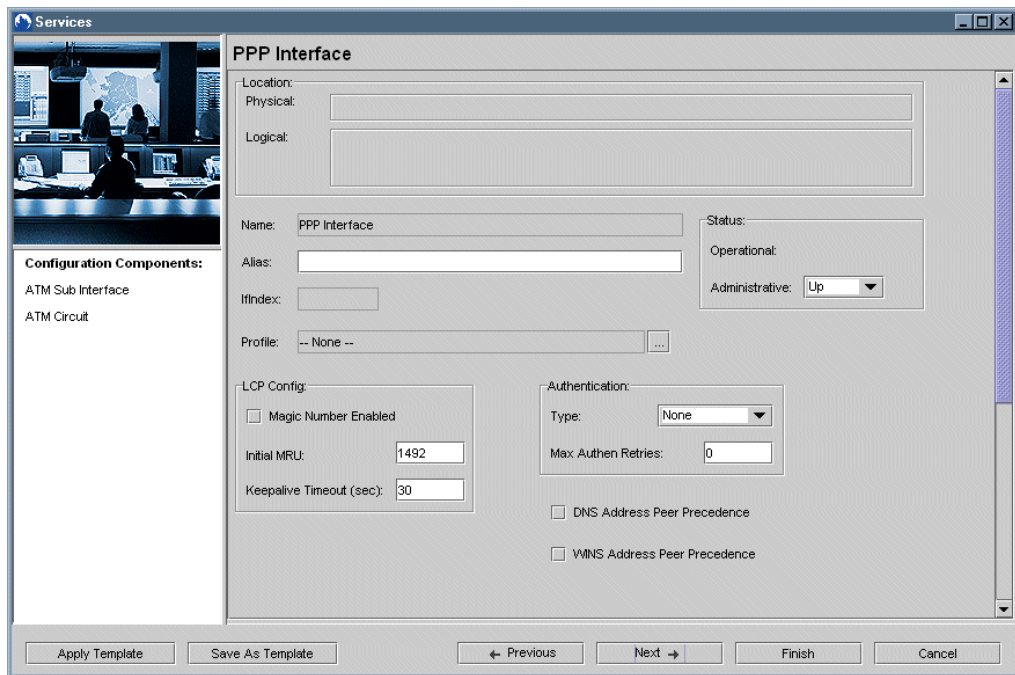 Services
PPP Interface
Location:
Physical:
Logical:
Name: PPP Interface
Status:
Operational:
Alias:
Administrative: Up
IfIndex:
Profile: -- None -- ...
Configuration Components:
ATM Sub Interface
ATM Circuit
LCP Config:
Magic Number Enabled
Initial MRU: 1492
Keepalive Timeout (sec): 30
Authentication:
Type: None
Max Authen Retries: 0
DNS Address Peer Precedence
WINS Address Peer Precedence
Apply Template Save As Template Previous Next Finish Cancel